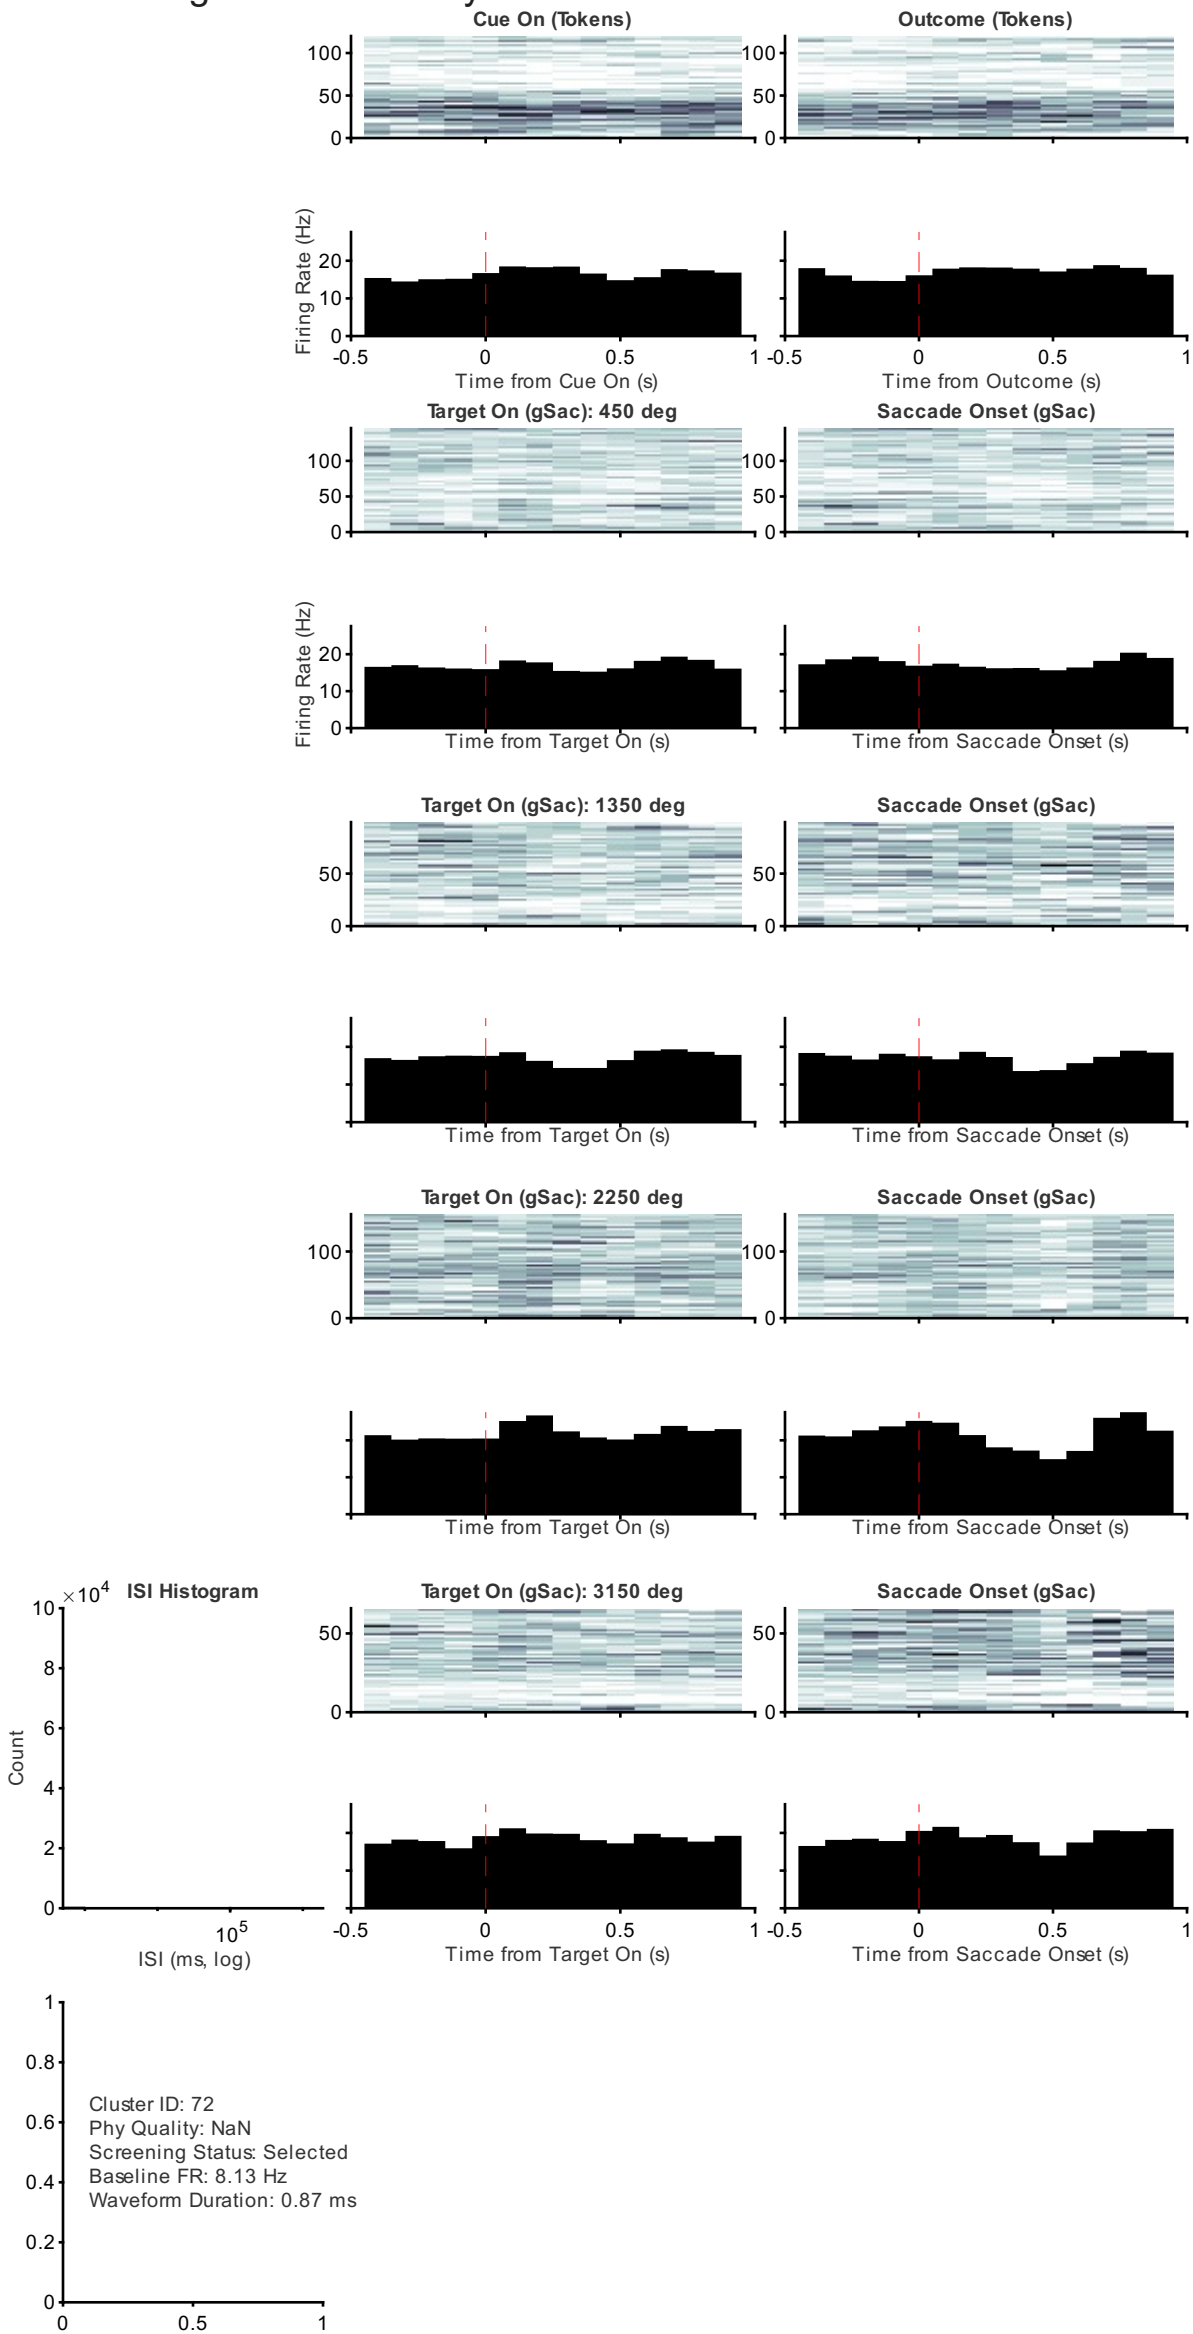 Cue On (Tokens)
Outcome (Tokens)
100
50
0
100
50
0
Firing Rate (Hz)
20
10
0
-0.5
0
0.5
1
Time from Cue On (s)
-0.5
0
0.5
1
Time from Outcome (s)
Target On (gSac): 450 deg
Saccade Onset (gSac)
100
50
0
100
50
0
Firing Rate (Hz)
20
10
0
Time from Target On (s)
Time from Saccade Onset (s)
Target On (gSac): 1350 deg
Saccade Onset (gSac)
50
0
50
0
Time from Target On (s)
Time from Saccade Onset (s)
Target On (gSac): 2250 deg
Saccade Onset (gSac)
100
0
100
0
Time from Target On (s)
Time from Saccade Onset (s)
×10⁴
ISI Histogram
10
8
6
4
2
0
Count
10⁵
ISI (ms, log)
Target On (gSac): 3150 deg
Saccade Onset (gSac)
50
0
50
0
-0.5
0
0.5
1
Time from Target On (s)
-0.5
0
0.5
1
Time from Saccade Onset (s)
1
0.8
0.6
0.4
0.2
0
Cluster ID: 72
Phy Quality: NaN
Screening Status: Selected
Baseline FR: 8.13 Hz
Waveform Duration: 0.87 ms
0
0.5
1